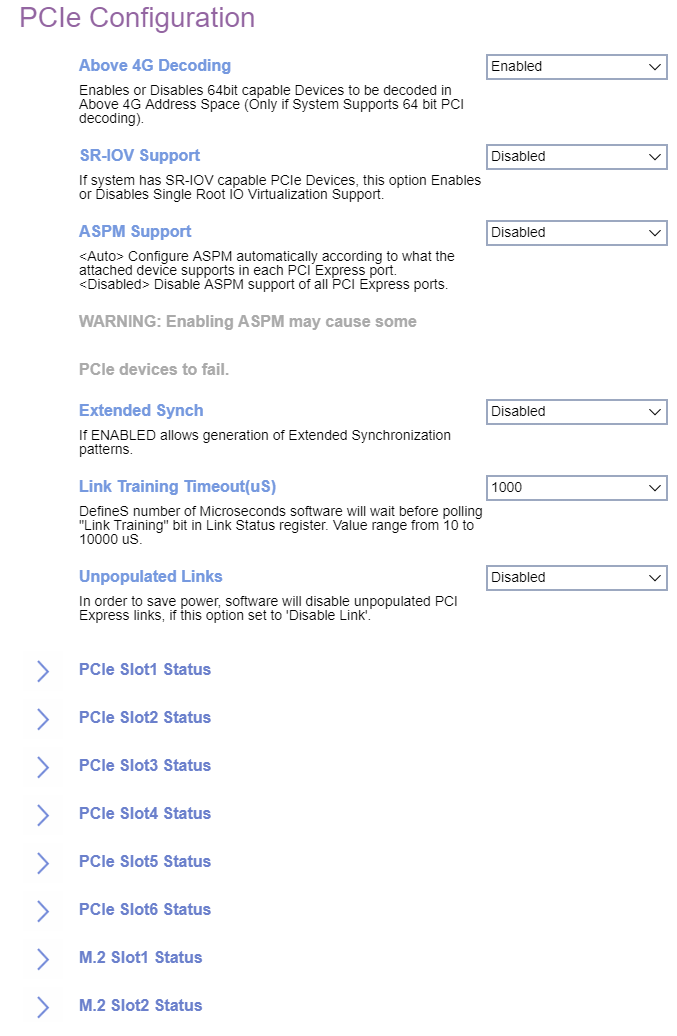 PCIe Configuration
Above 4G Decoding
Enabled
Enables or Disables 64bit capable Devices to be decoded in
Above 4G Address Space (Only if System Supports 64 bit PCI
decoding).
SR-IOV Support
Disabled
If system has SR-IOV capable PCIe Devices, this option Enables
or Disables Single Root IO Virtualization Support.
ASPM Support
Disabled
<Auto> Configure ASPM automatically according to what the
attached device supports in each PCI Express port.
<Disabled> Disable ASPM support of all PCI Express ports.
WARNING: Enabling ASPM may cause some
PCIe devices to fail.
Extended Synch
Disabled
If ENABLED allows generation of Extended Synchronization
patterns.
Link Training Timeout(uS)
1000
DefineS number of Microseconds software will wait before polling
"Link Training" bit in Link Status register. Value range from 10 to
10000 uS.
Unpopulated Links
Disabled
In order to save power, software will disable unpopulated PCI
Express links, if this option set to 'Disable Link'.
PCIe Slot1 Status
PCIe Slot2 Status
PCIe Slot3 Status
PCIe Slot4 Status
PCIe Slot5 Status
PCIe Slot6 Status
M.2 Slot1 Status
M.2 Slot2 Status